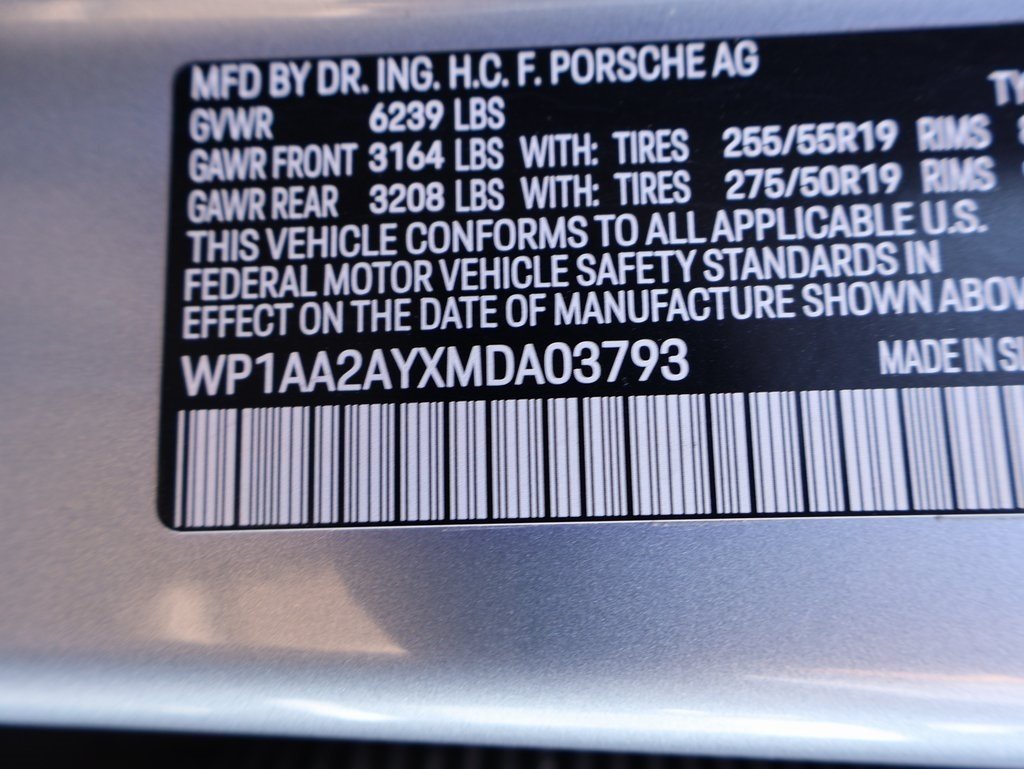 MFD BY DR. ING. H.C. F. PORSCHE AG
GVWR 6239 LBS
GAWR FRONT 3164 LBS WITH: TIRES 255/55R19 RIMS
GAWR REAR 3208 LBS WITH: TIRES 275/50R19 RIMS
THIS VEHICLE CONFORMS TO ALL APPLICABLE U.S.
FEDERAL MOTOR VEHICLE SAFETY STANDARDS IN
EFFECT ON THE DATE OF MANUFACTURE SHOWN
WP1AA2AYXMDA03793 MADE IN